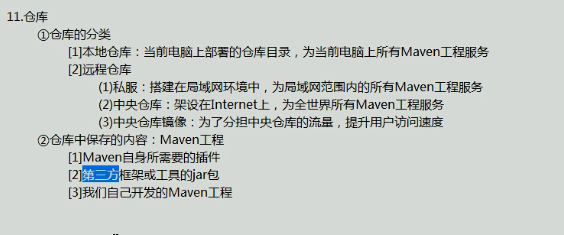 11.仓库
①仓库的分类
[1]本地仓库：当前电脑上部署的仓库目录，为当前电脑上所有Maven工程服务
[2]远程仓库
(1)私服：搭建在局域网环境中，为局域网范围内的所有Maven工程服务
(2)中央仓库：架设在Internet上，为全世界所有Maven工程服务
(3)中央仓库镜像：为了分担中央仓库的流量，提升用户访问速度
②仓库中保存的内容：Maven工程
[1]Maven自身所需要的插件
[2]第三方框架或工具的jar包
[3]我们自己开发的Maven工程